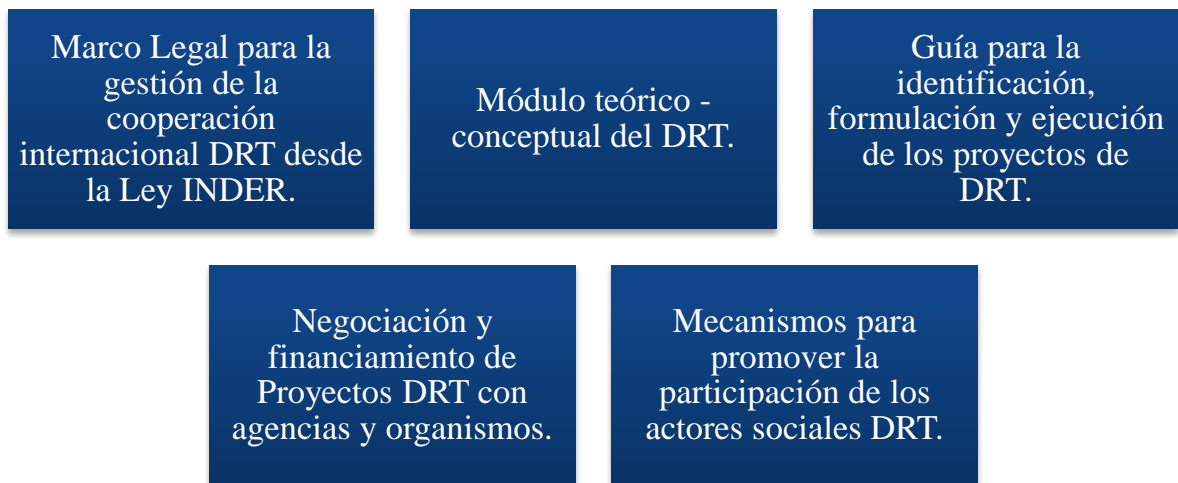 Marco Legal para la
gestión de la
cooperación
internacional DRT desde
la Ley INDER.
Módulo teórico -
conceptual del DRT.
Guía para la
identificación,
formulación y ejecución
de los proyectos de
DRT.
Negociación y
financiamiento de
Proyectos DRT con
agencias y organismos.
Mecanismos para
promover la
participación de los
actores sociales DRT.